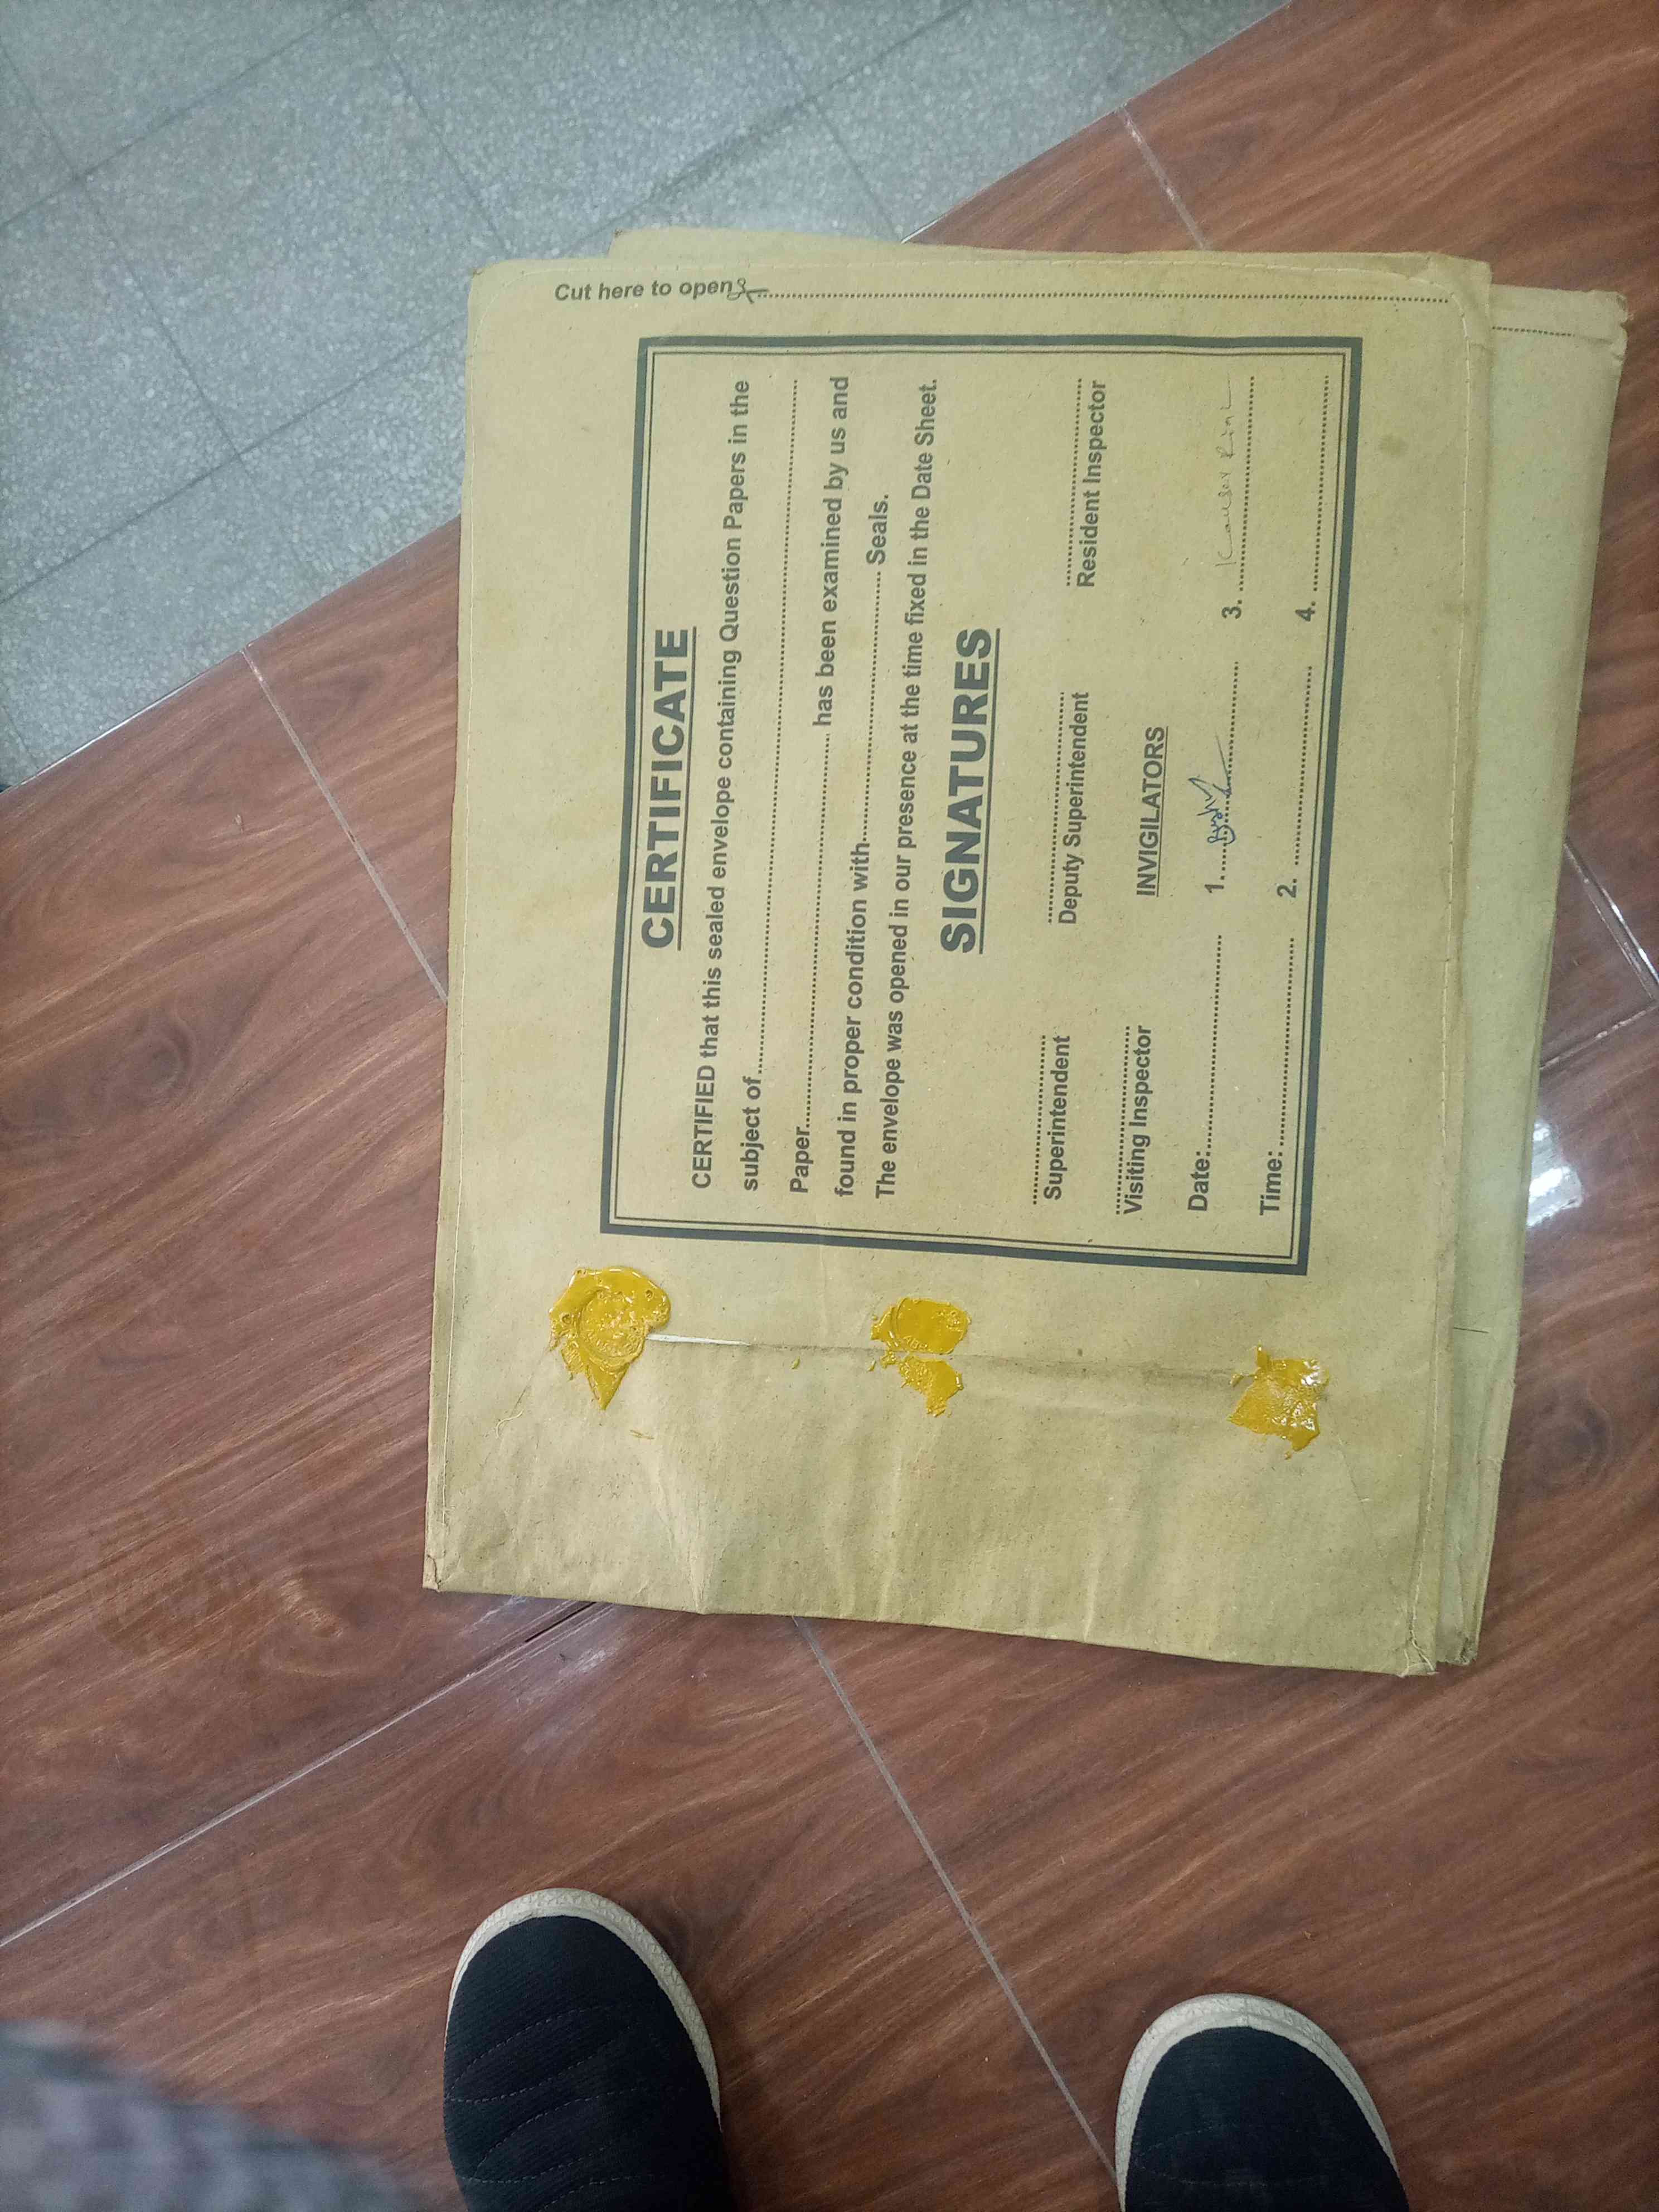 Cut here to open
CERTIFICATE
CERTIFIED that this sealed envelope containing Question Papers in the
subject of
Paper has been examined by us and
found in proper condition with Seals.
The envelope was opened in our presence at the time fixed in the Date Sheet.
SIGNATURES
Superintendent Deputy Superintendent Resident Inspector
Visiting Inspector INVIGILATORS
Date: 1. 3.
Time: 2. 4.